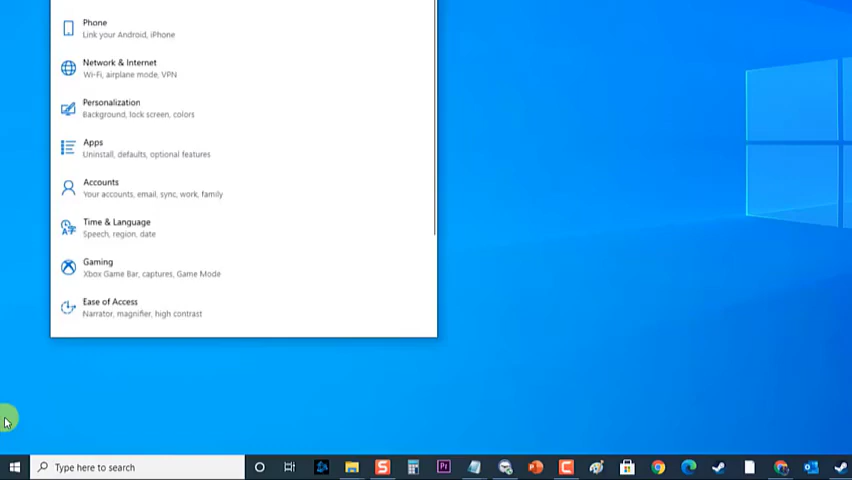 Phone
Link your Android, iPhone
Network & Internet
Wi-Fi, airplane mode, VPN
Personalization
Background, lock screen, colors
Apps
Uninstall, defaults, optional features
Accounts
Your accounts, email, sync, work, family
Time & Language
Speech, region, date
Gaming
Xbox Game Bar, captures, Game Mode
Ease of Access
Narrator, magnifier, high contrast
Type here to search
S
Pr
P
C